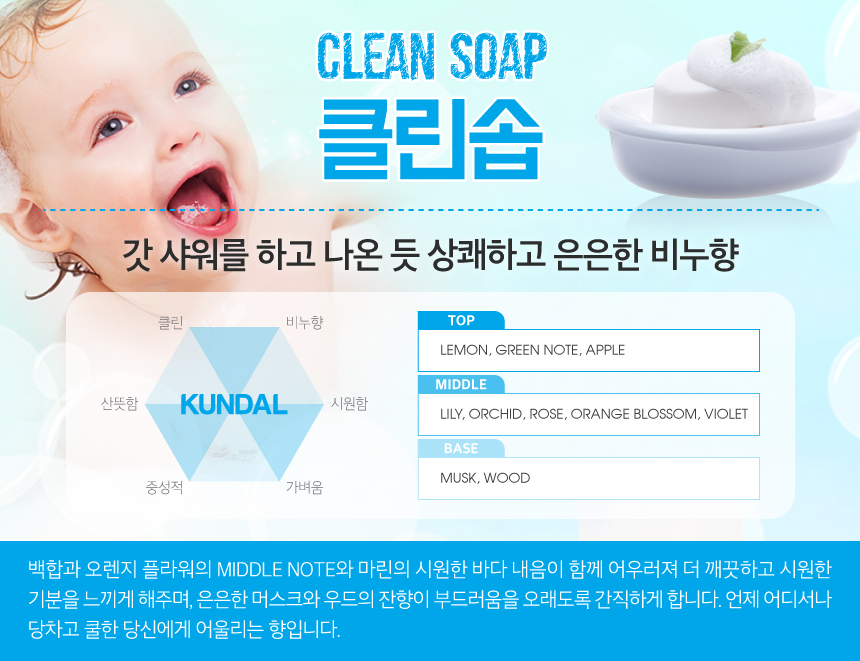 CLEAN SOAP
클린솝
갓 샤워를 하고 나온 듯 상쾌하고 은은한 비누향
클린
비누향
산뜻함
KUNDAL
시원함
중성적
가벼움
TOP
LEMON, GREEN NOTE, APPLE
MIDDLE
LILY, ORCHID, ROSE, ORANGE BLOSSOM, VIOLET
BASE
MUSK, WOOD
백합과 오렌지 플라워의 MIDDLE NOTE와 마린의 시원한 바다 내음이 함께 어우러져 더 깨끗하고 시원한
기분을 느끼게 해주며, 은은한 머스크와 우드의 잔향이 부드러움을 오래도록 간직하게 합니다. 언제 어디서나
당차고 쿨한 당신에게 어울리는 향입니다.